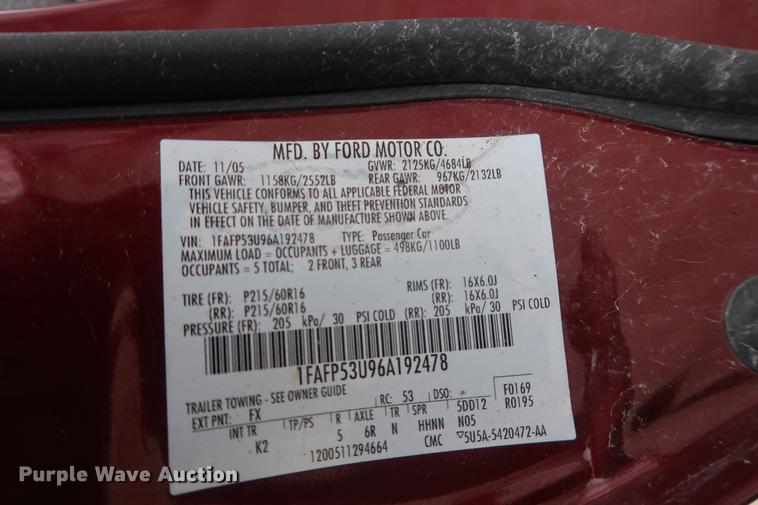 MFD. BY FORD MOTOR CO.
DATE: 11/05 GVWR: 2125KG/4684LB
FRONT GAWR: 1158KG/2552LB REAR GAWR: 967KG/2132LB
THIS VEHICLE CONFORMS TO ALL APPLICABLE FEDERAL MOTOR
VEHICLE SAFETY, BUMPER, AND THEFT PREVENTION STANDARDS
IN EFFECT ON THE DATE OF MANUFACTURE SHOWN ABOVE.
VIN: 1FAFP53U96A192478 TYPE: Passenger Car
MAXIMUM LOAD = OCCUPANTS + LUGGAGE = 498KG/1100LB
OCCUPANTS = 5 TOTAL; 2 FRONT, 3 REAR
TIRE (FR): P215/60R16 RIMS (FR): 16X6.0J
(RR): P215/60R16 (RR): 16X6.0J
PRESSURE (FR): 205 kPa/ 30 PSI COLD (RR): 205 kPa/ 30 PSI COLD
1FAFP53U96A192478
TRAILER TOWING - SEE OWNER GUIDE
EXT PNT: FX RC: 53 DSO: F0169
INT TR TP/PS R AXLE TR SPR 5DD12 R0195
K2 5 6R N HHNN N05
1200511294664 CMC ▽5U5A-5420472-AA
Purple Wave Auction